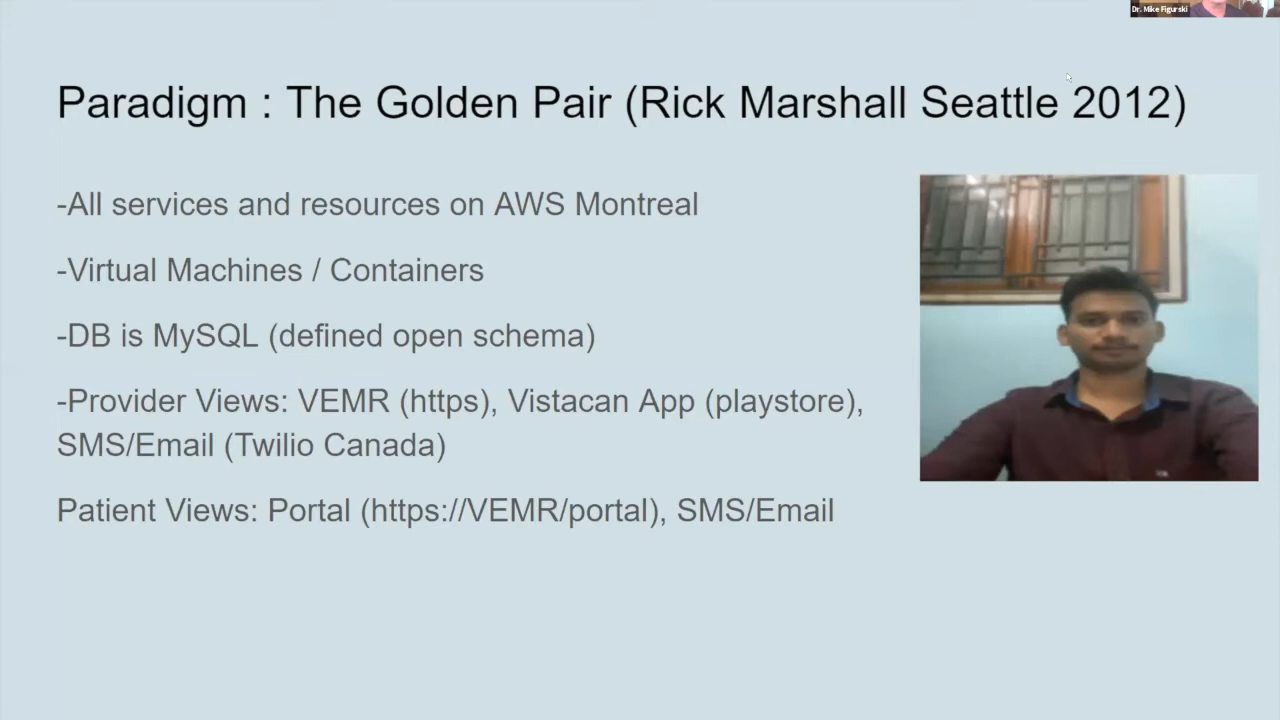 Dr. Mike Figurski
Paradigm : The Golden Pair (Rick Marshall Seattle 2012)
-All services and resources on AWS Montreal
-Virtual Machines / Containers
-DB is MySQL (defined open schema)
-Provider Views: VEMR (https), Vistacan App (playstore),
SMS/Email (Twilio Canada)
Patient Views: Portal (https://VEMR/portal), SMS/Email